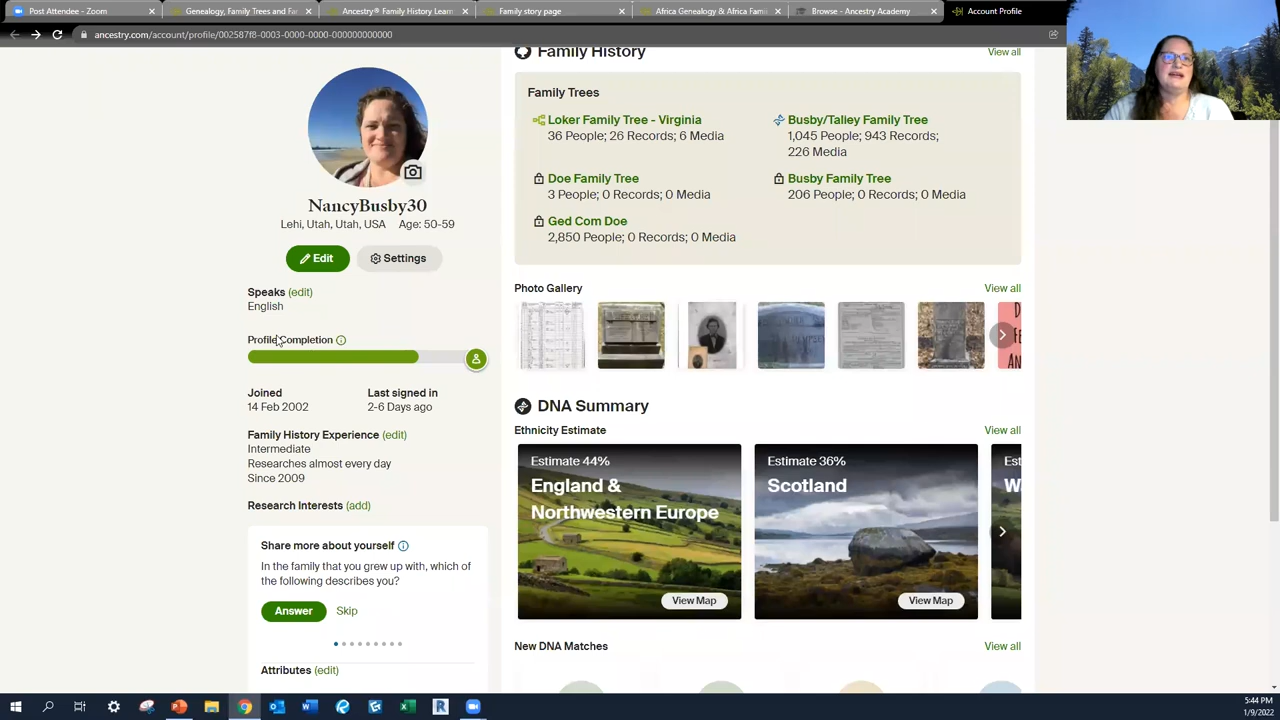 Post Attendee - Zoom
Genealogy, Family Trees and Fa
Ancestry® Family History Lear
Family story page
Africa Genealogy & Africa Fami
Browse - Ancestry Academy
Account Profile
ancestry.com/account/profile/002587f8-0003-0000-0000-000000000000
NancyBusby30
Lehi, Utah, Utah, USA Age: 50-59
Edit
Settings
Speaks (edit)
English
Profile Completion
Joined
14 Feb 2002
Last signed in
2-6 Days ago
Family History Experience (edit)
Intermediate
Researches almost every day
Since 2009
Research Interests (add)
Share more about yourself
In the family that you grew up with, which of
the following describes you?
Answer
Skip
Attributes (edit)
Family History
View all
Family Trees
Loker Family Tree - Virginia
36 People; 26 Records; 6 Media
Busby/Talley Family Tree
1,045 People; 943 Records;
226 Media
Doe Family Tree
3 People; 0 Records; 0 Media
Busby Family Tree
206 People; 0 Records; 0 Media
Ged Com Doe
2,850 People; 0 Records; 0 Media
Photo Gallery
View all
DNA Summary
Ethnicity Estimate
View all
Estimate 44%
England &
Northwestern Europe
View Map
Estimate 36%
Scotland
View Map
Est
W
New DNA Matches
View all
5:44 PM
1/9/2022